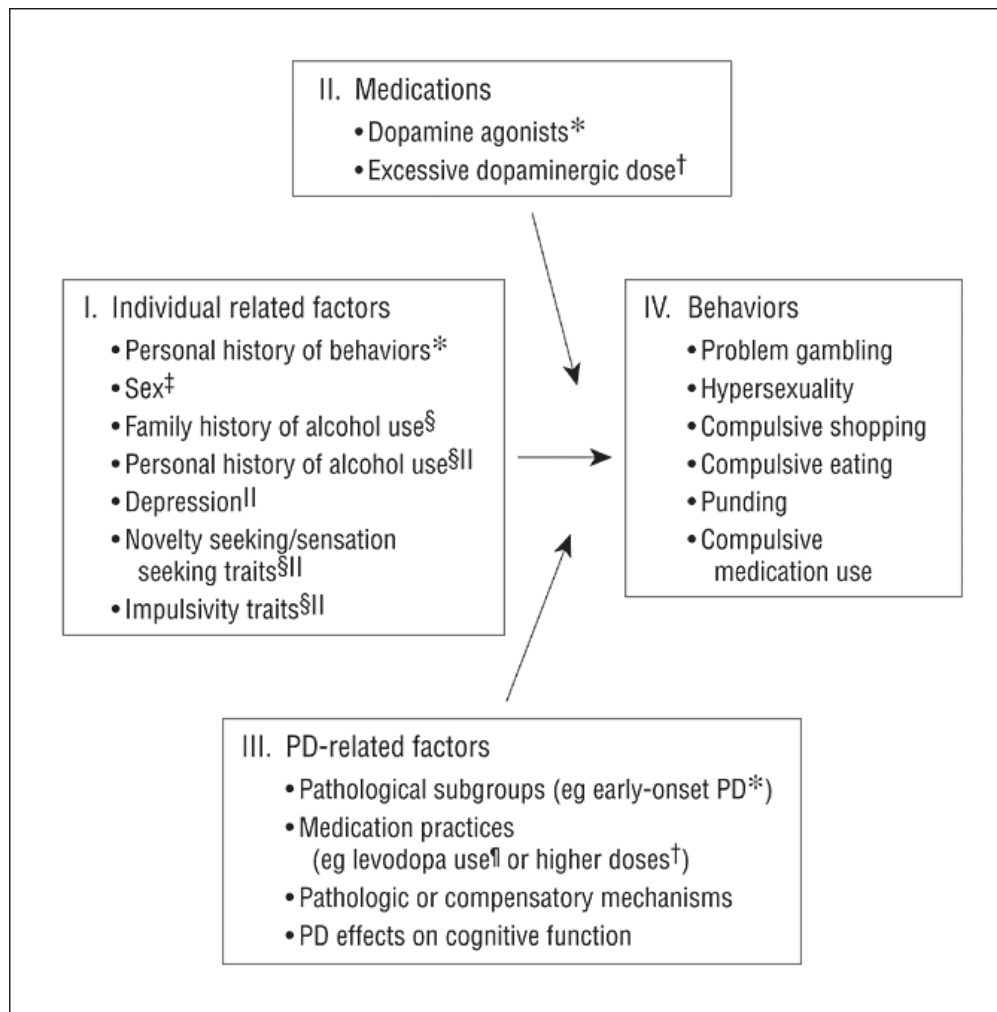 II. Medications
• Dopamine agonists*
• Excessive dopaminergic dose†
I. Individual related factors
• Personal history of behaviors*
• Sex‡
• Family history of alcohol use§
• Personal history of alcohol use§II
• Depression II
• Novelty seeking/sensation
seeking traits§II
• Impulsivity traits§II
IV. Behaviors
• Problem gambling
• Hypersexuality
• Compulsive shopping
• Compulsive eating
• Punding
• Compulsive
medication use
III. PD-related factors
• Pathological subgroups (eg early-onset PD*)
• Medication practices
(eg levodopa use¶ or higher doses†)
• Pathologic or compensatory mechanisms
• PD effects on cognitive function